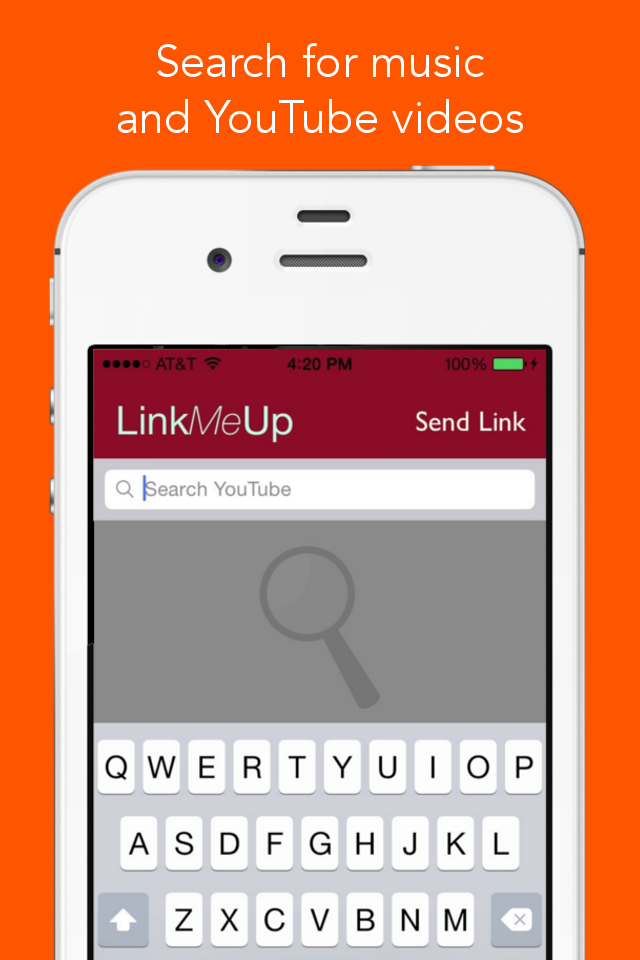 Search for music
and YouTube videos
AT&T 4:20 PM 100%
LinkMeUp Send Link
Search YouTube
Q W E R T Y U I O P
A S D F G H J K L
Z X C V B N M